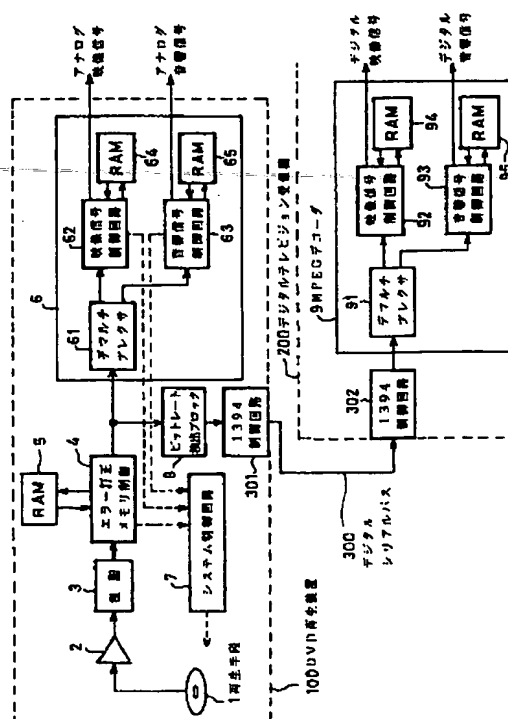 アナログ
映像信号
アナログ
音響信号
6
62
映像信号
制御回路
RAM
64
音響信号
制御回路
63
RAM
65
61
デマルチ
プレクサ
5
RAM
4
エラー訂正
メモリ制御
3
復調
2
1 再生手段
7
システム制御回路
ビットレート
検出ブロック
8
1394
制御回路
301
100 DVD再生装置
300
デジタル
シリアルバス
200デジタルテレビジョン受信機
デジタル
映像信号
デジタル
音響信号
9MPEGデコーダ
映像信号
制御回路
92
RAM
94
93
音響信号
制御回路
RAM
95
91
デマルチ
プレクサ
302
1394
制御回路